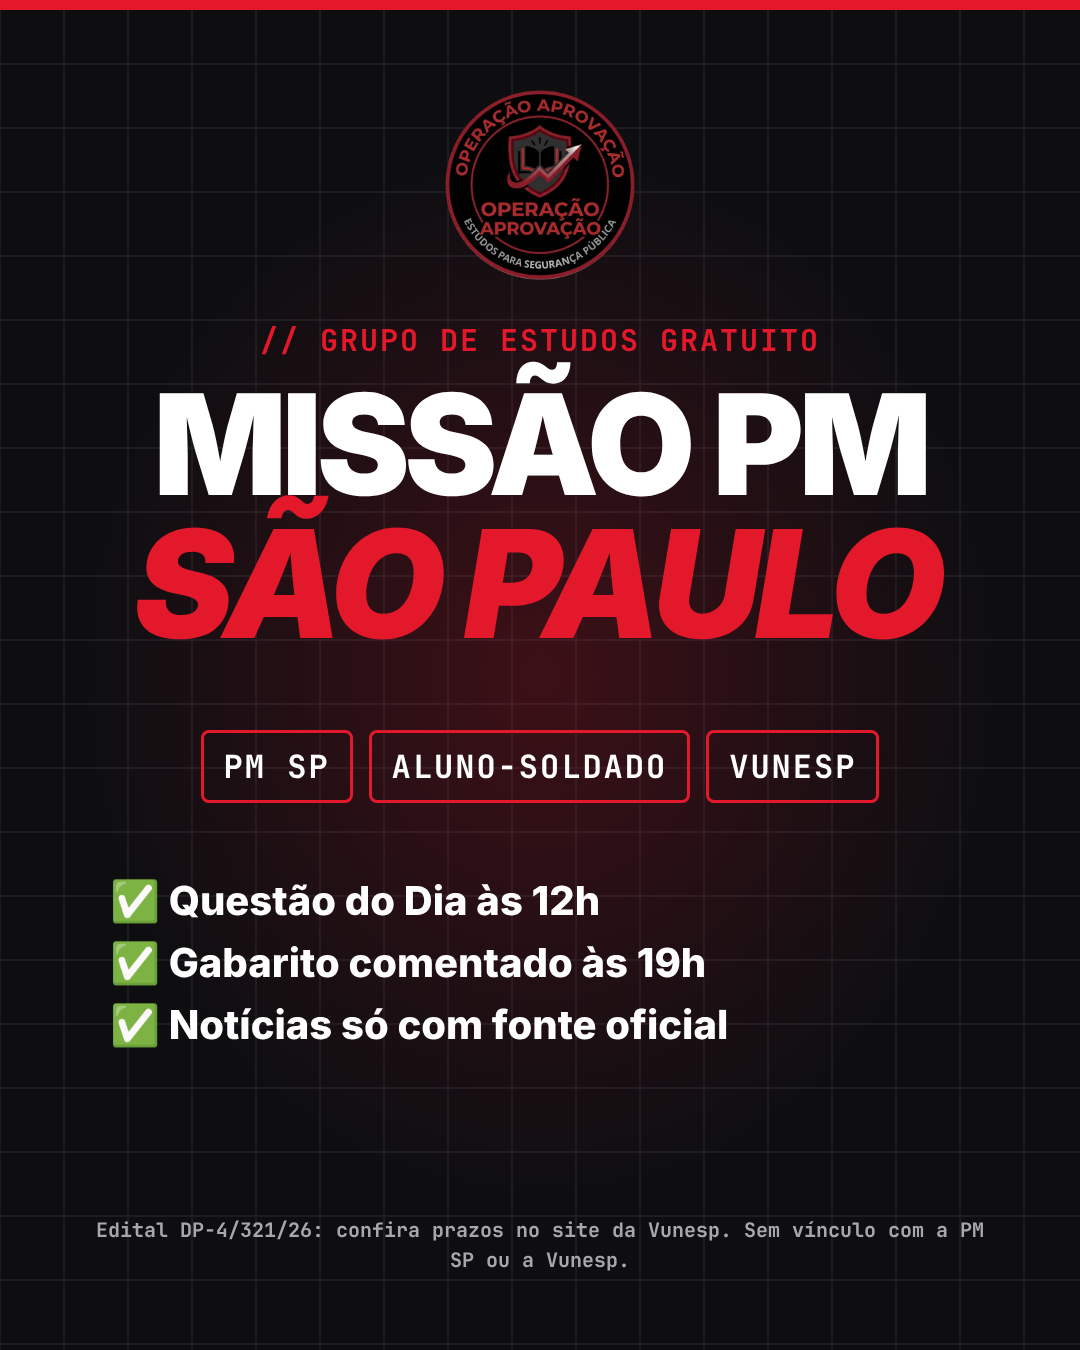 OPERAÇÃO APROVAÇÃO
OPERAÇÃO
APROVAÇÃO
ESTUDOS PARA SEGURANÇA PÚBLICA
// GRUPO DE ESTUDOS GRATUITO
MISSÃO PM
SÃO PAULO
PM SP
ALUNO-SOLDADO
VUNESP
✅ Questão do Dia às 12h
✅ Gabarito comentado às 19h
✅ Notícias só com fonte oficial
Edital DP-4/321/26: confira prazos no site da Vunesp. Sem vínculo com a PM
SP ou a Vunesp.